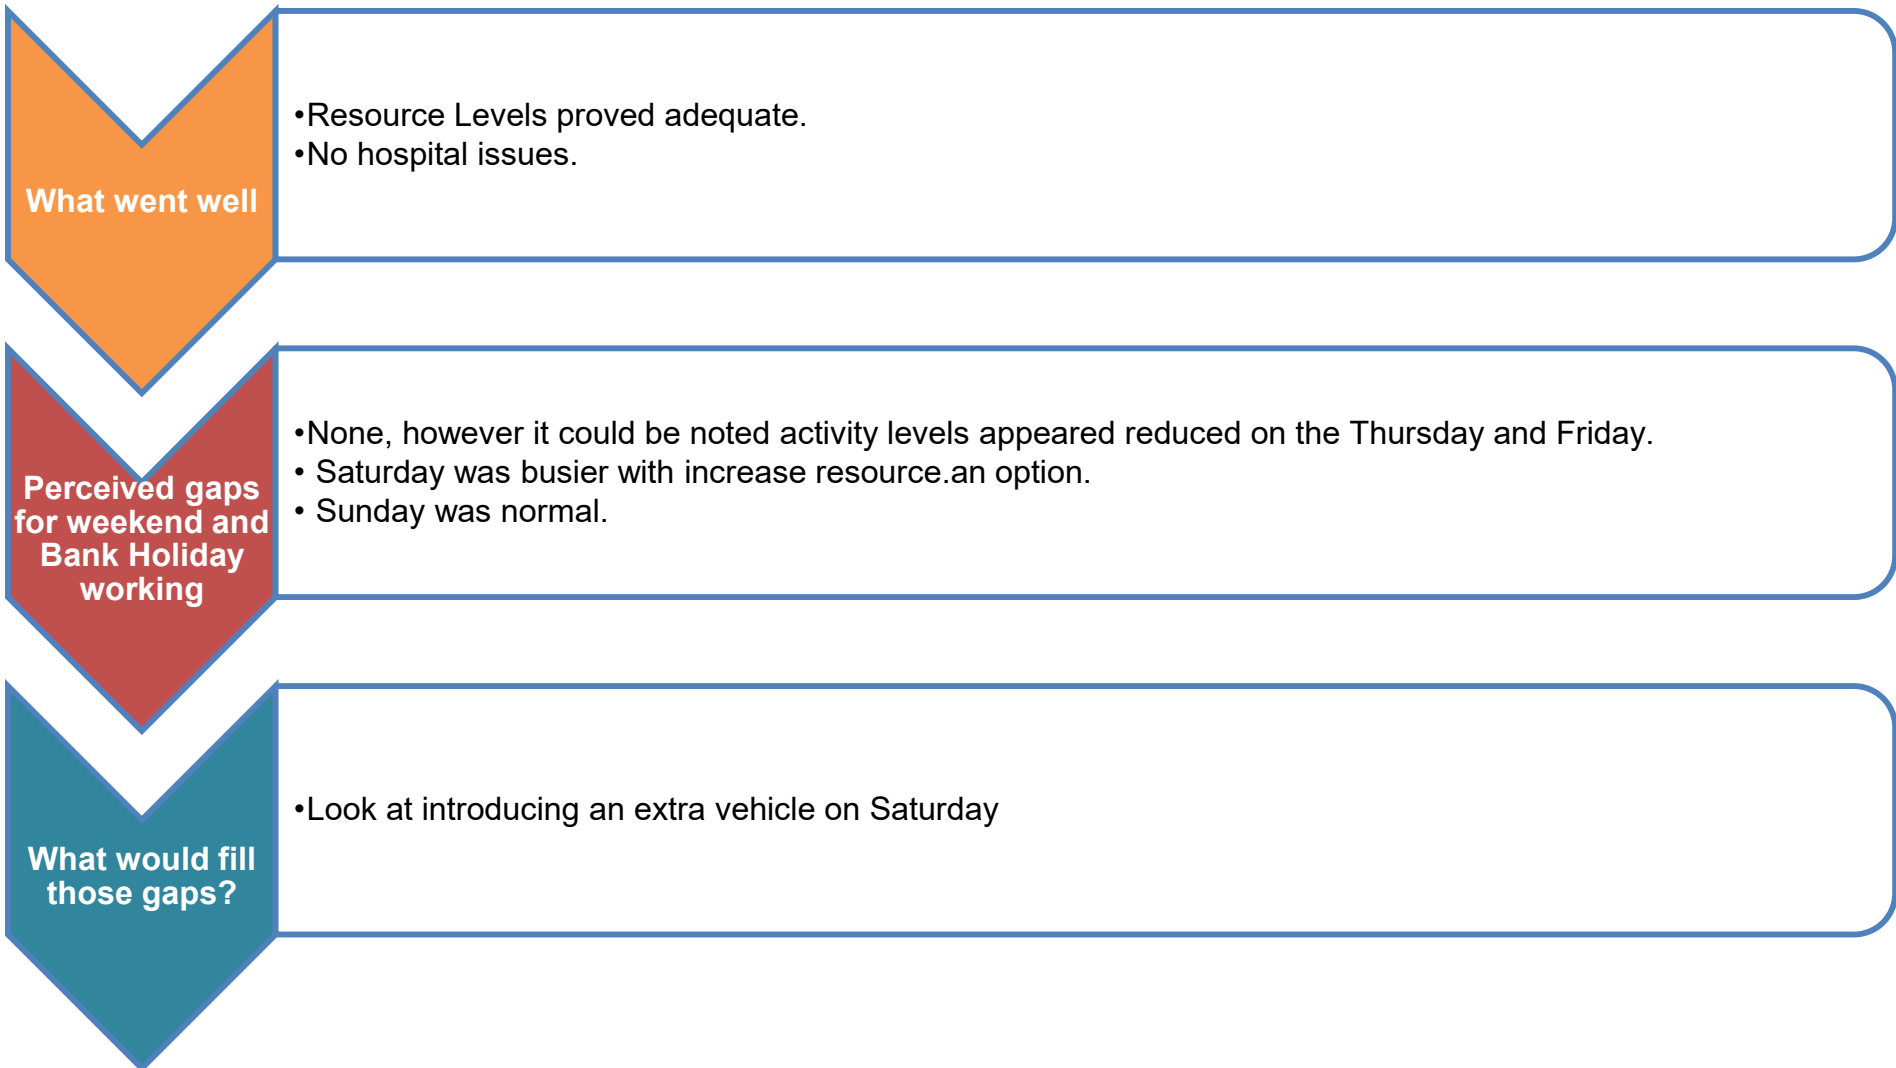 What went well
•Resource Levels proved adequate.
•No hospital issues.
Perceived gaps
for weekend and
Bank Holiday
working
•None, however it could be noted activity levels appeared reduced on the Thursday and Friday.
• Saturday was busier with increase resource.an option.
• Sunday was normal.
What would fill
those gaps?
•Look at introducing an extra vehicle on Saturday